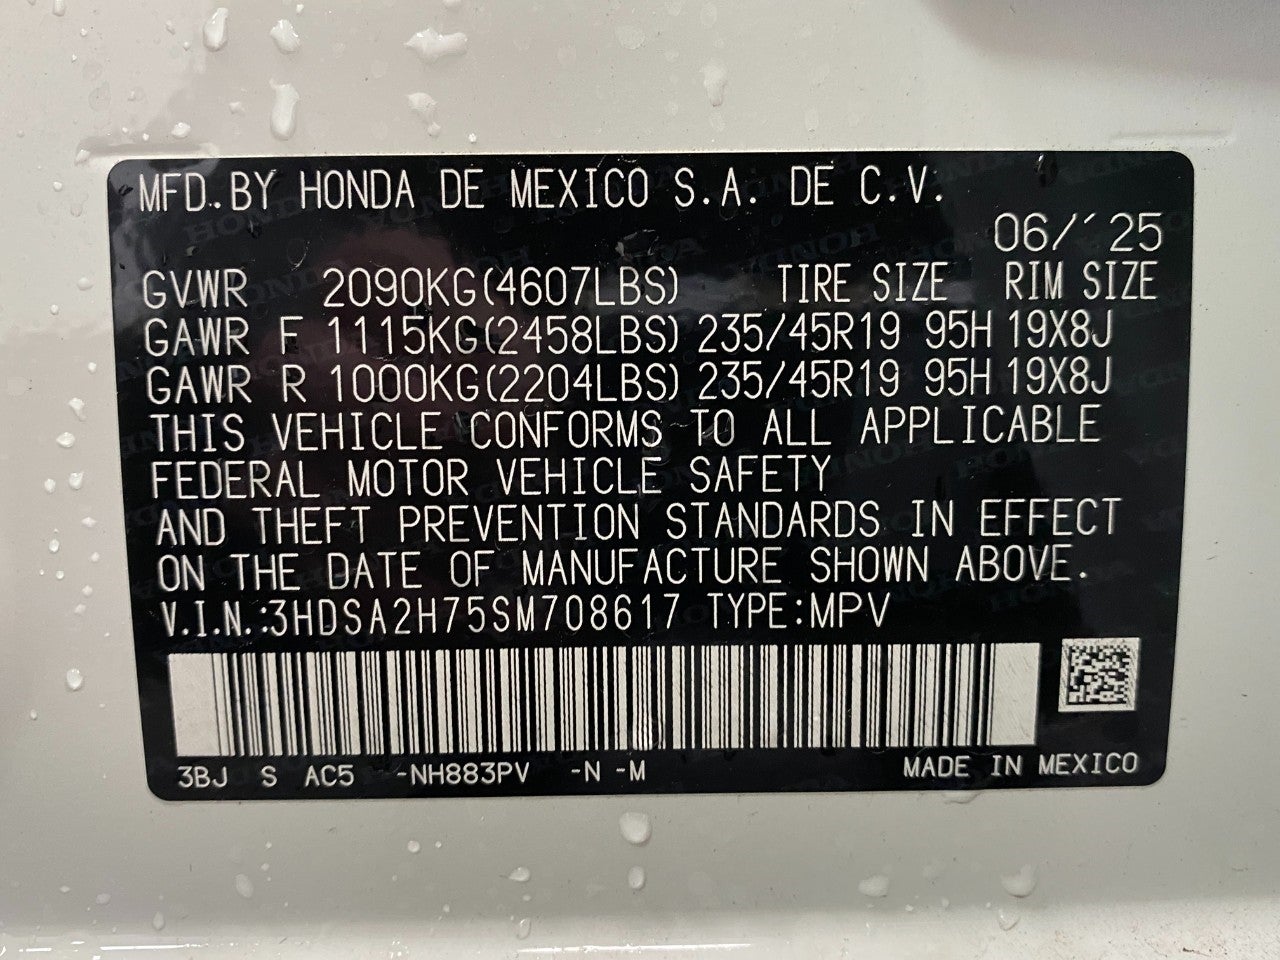 MFD. BY HONDA DE MEXICO S.A. DE C.V.
06/'25
GVWR 2090KG(4607LBS) TIRE SIZE RIM SIZE
GAWR F 1115KG(2458LBS) 235/45R19 95H 19X8J
GAWR R 1000KG(2204LBS) 235/45R19 95H 19X8J
THIS VEHICLE CONFORMS TO ALL APPLICABLE
FEDERAL MOTOR VEHICLE SAFETY
AND THEFT PREVENTION STANDARDS IN EFFECT
ON THE DATE OF MANUFACTURE SHOWN ABOVE.
V.I.N.:3HDSA2H75SM708617 TYPE:MPV
3BJ S AC5 -NH883PV -N -M MADE IN MEXICO